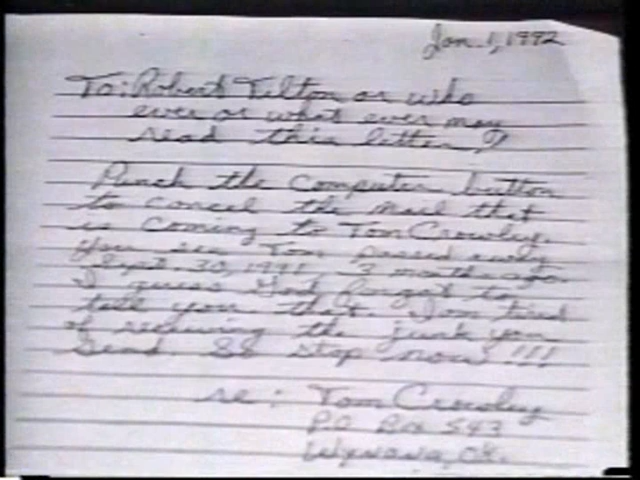 Jan. 1, 1992
To: Robert Tilton or who
ever or what ever may
read this letter?
Punch the computer button
to cancel the mail that
is coming to Tom Crowley.
You see Tom passed early
Sept. 30, 1991, 3 months ago.
I guess God forgot to
tell you that. I am tired
of receiving the junk you
send. So stop now!!!
re: Tom Crowley
P.O. Box 543
OK.